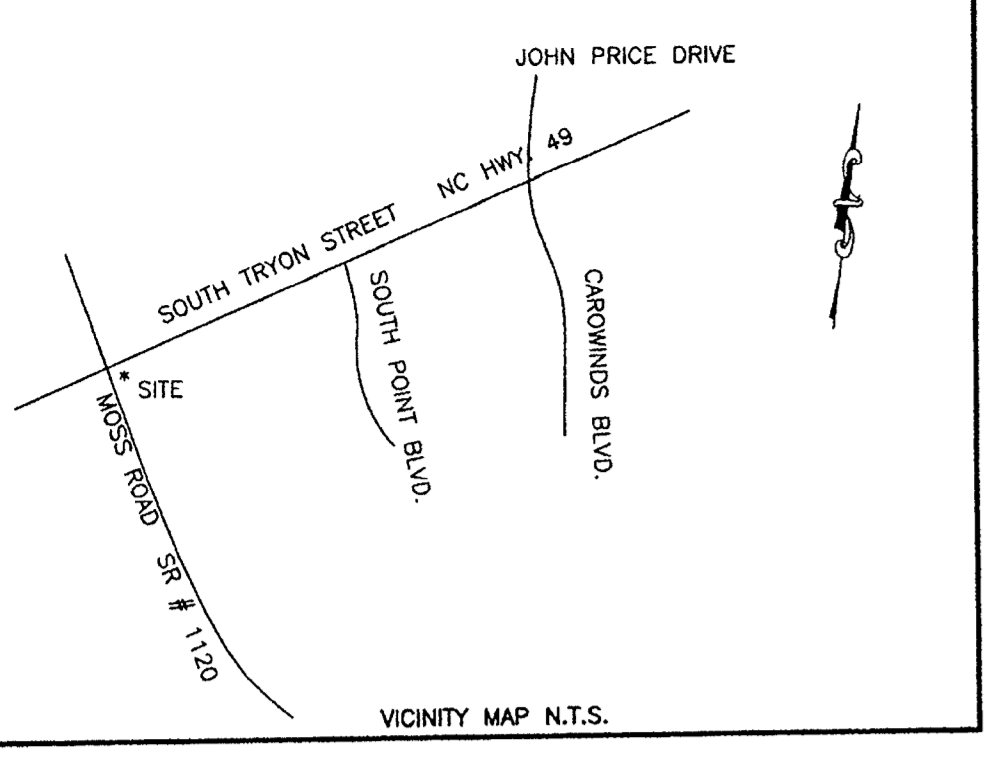 JOHN PRICE DRIVE
SOUTH TRYON STREET NC HWY. 49
SOUTH POINT BLVD.
CAROWINDS BLVD.
* SITE
MOSS ROAD SR # 1120
VICINITY MAP N.T.S.